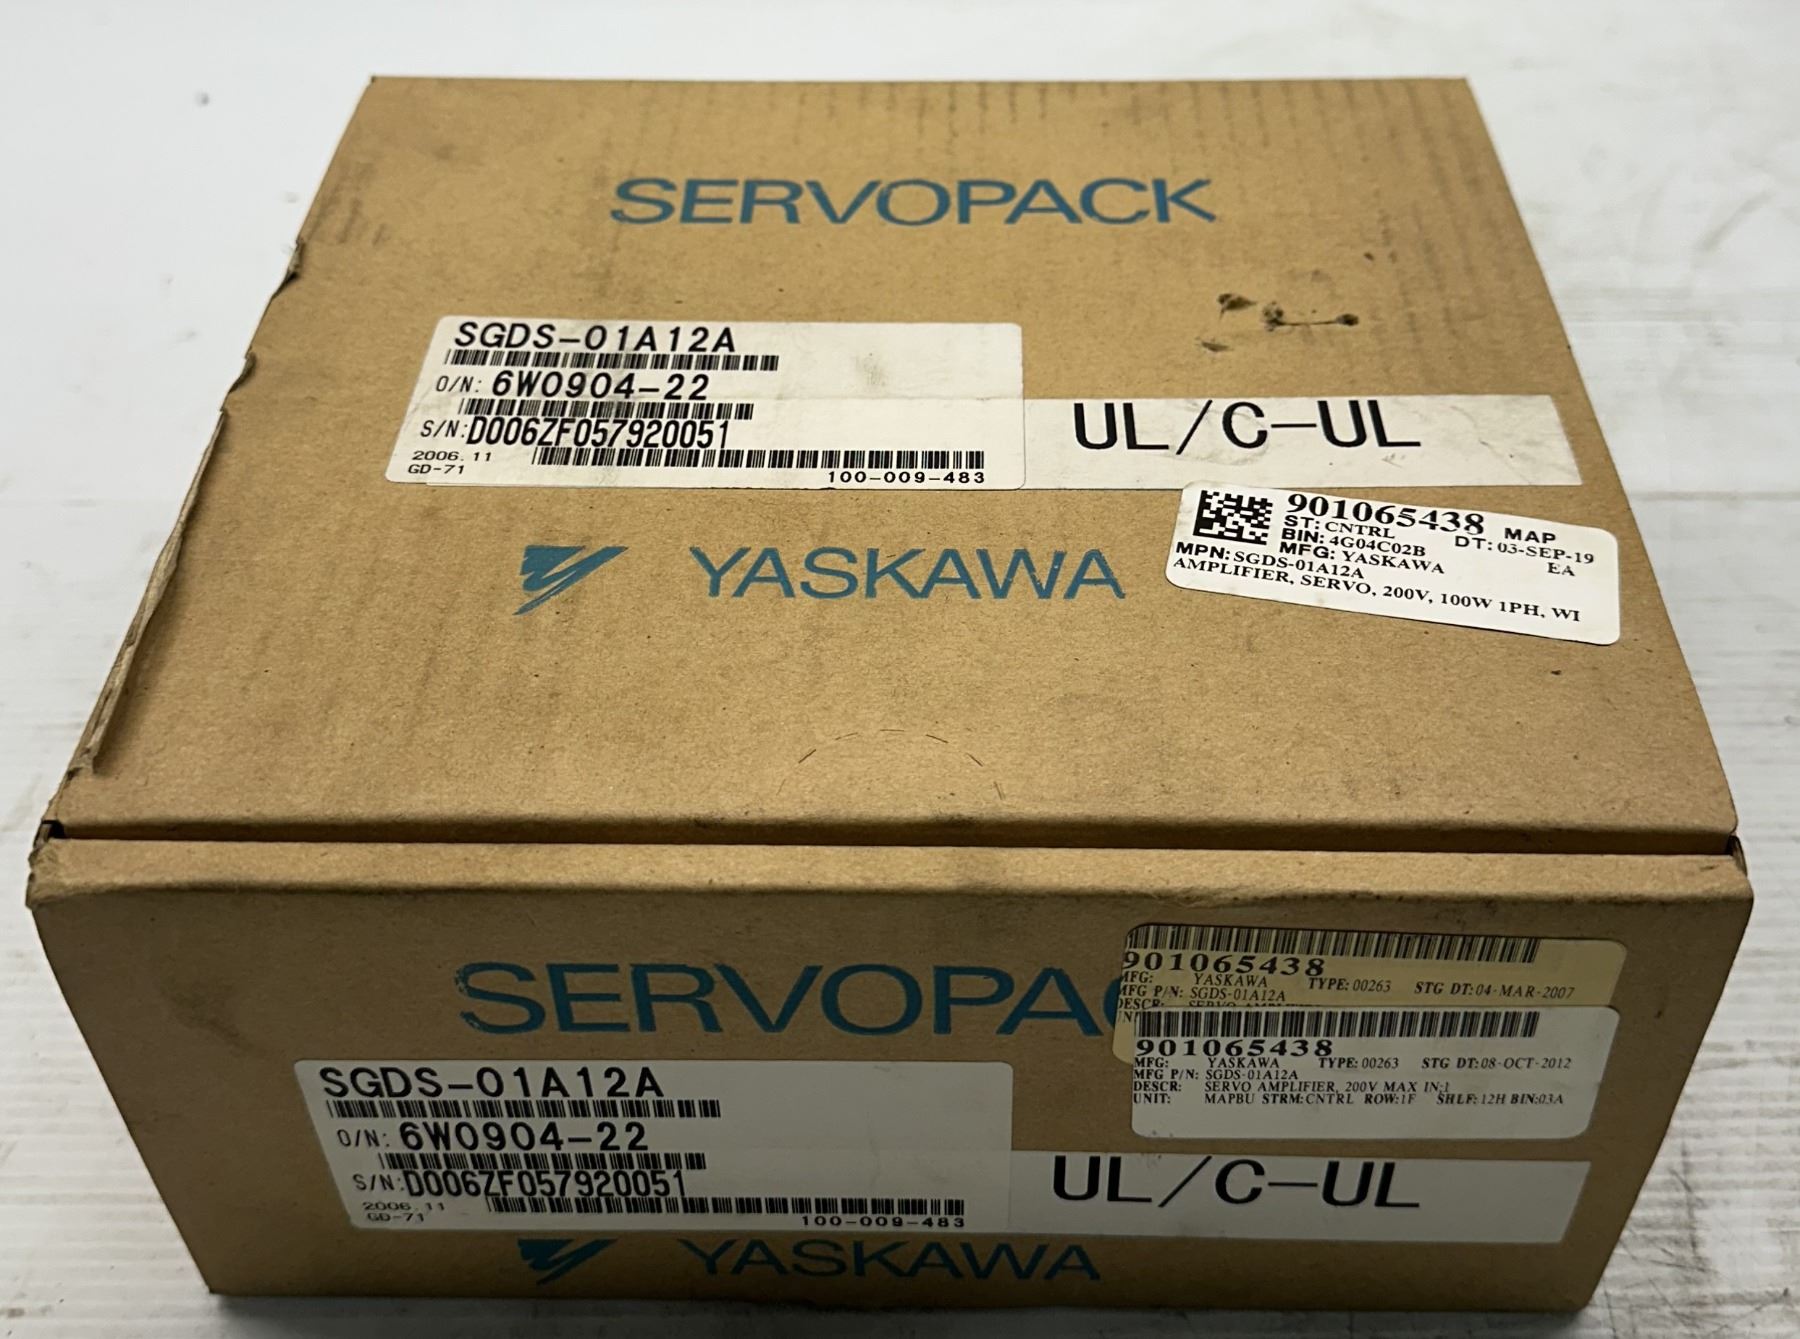 SERVOPACK
SGDS-01A12A
O/N: 6W0904-22
S/N: D006ZF057920051
2006.11
GD-71
100-009-483
UL/C-UL
YASKAWA
901065438 MAP
ST: CNTRL DT: 03-SEP-19
BIN: 4G04C02B
MFG: YASKAWA EA
MPN: SGDS-01A12A
AMPLIFIER, SERVO, 200V, 100W 1PH, WI
SERVOPA
901065438
MFG: YASKAWA TYPE: 00263 STG DT: 04-MAR-2007
MFG P/N: SGDS-01A12A
DESCR:
901065438
MFG: YASKAWA TYPE: 00263 STG DT: 08-OCT-2012
MFG P/N: SGDS-01A12A
DESCR: SERVO AMPLIFIER, 200V MAX IN:1
UNIT: MAPBU STRM: CNTRL ROW: 1F SHLF: 12H BIN: 03A
SGDS-01A12A
O/N: 6W0904-22
S/N: D006ZF057920051
2006.11
GD-71
100-009-483
UL/C-UL
YASKAWA